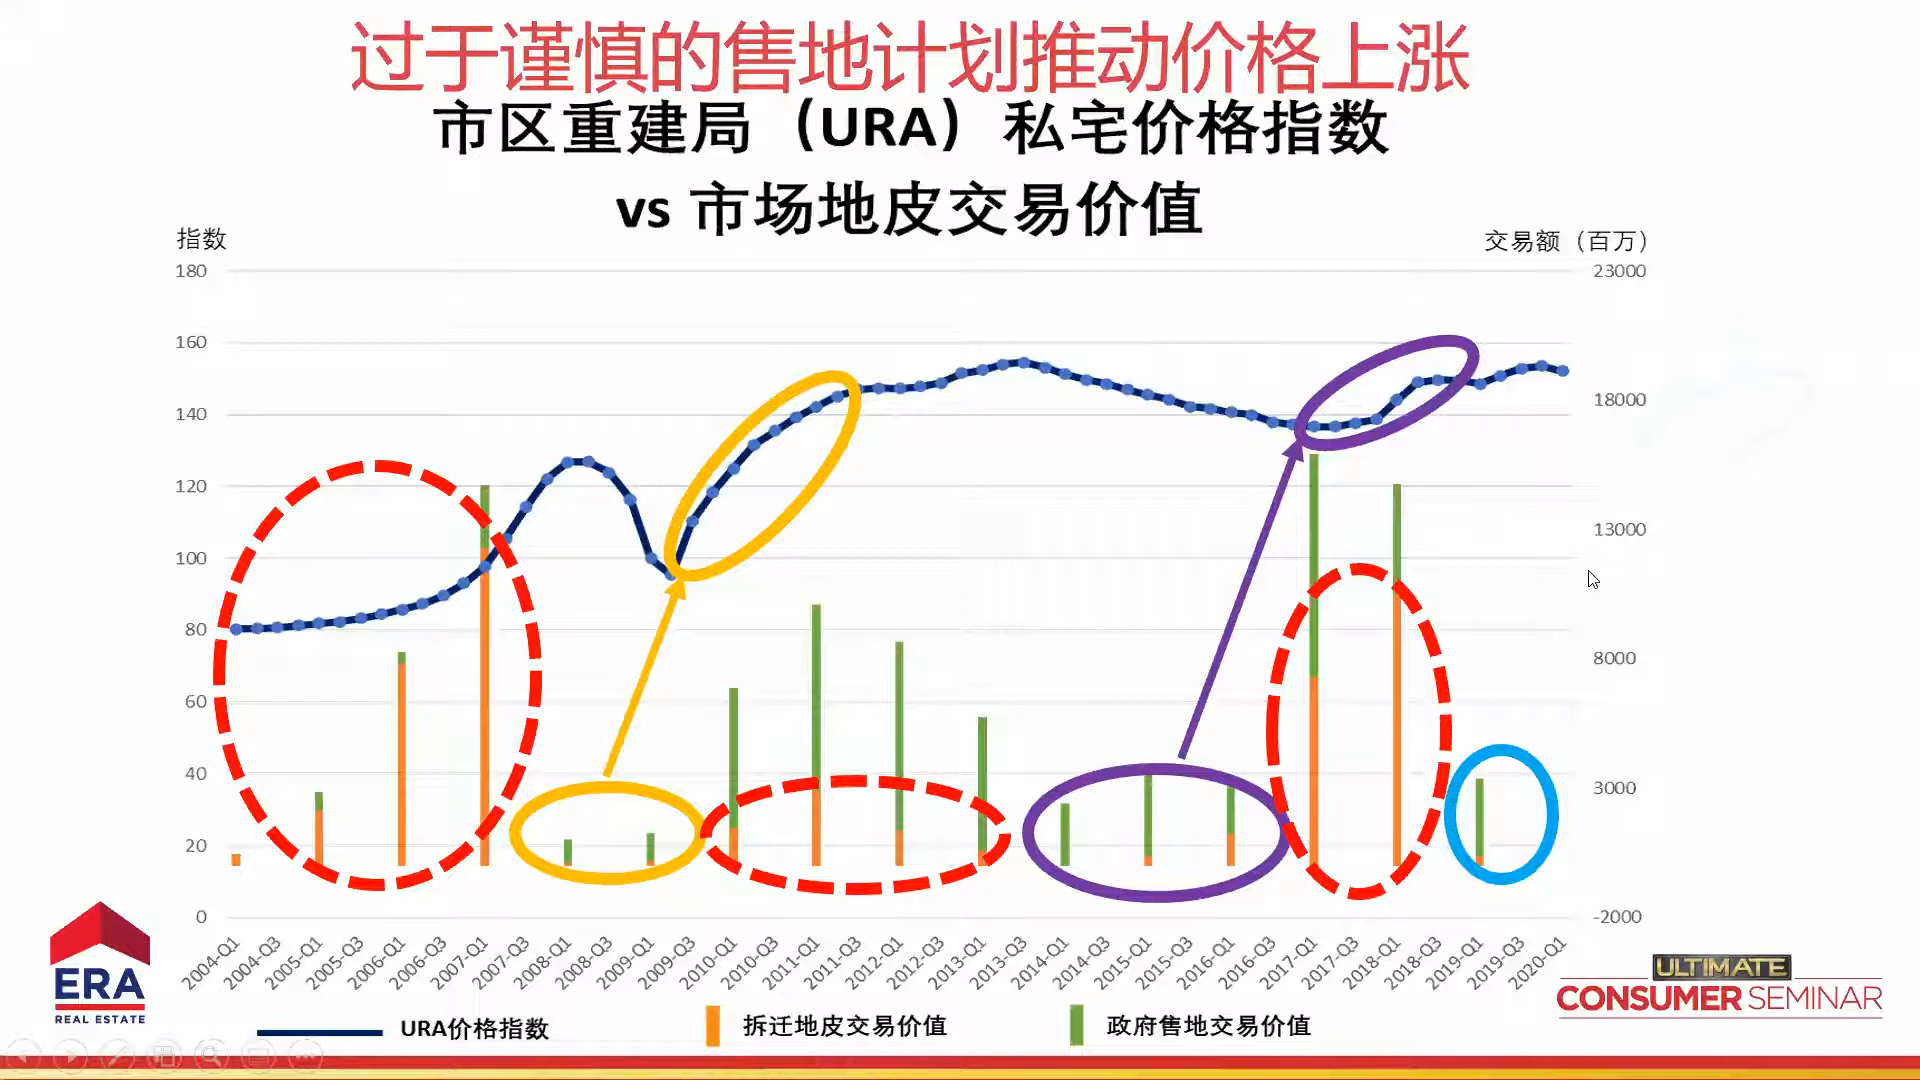 过于谨慎的售地计划推动价格上涨
市区重建局（URA）私宅价格指数
vs 市场地皮交易价值
指数
交易额（百万）
180
23000
160
140
18000
120
13000
100
80
8000
60
40
3000
20
0
-2000
2004-Q1
2004-Q3
2005-Q1
2005-Q3
2006-Q1
2006-Q3
2007-Q1
2007-Q3
2008-Q1
2008-Q3
2009-Q1
2009-Q3
2010-Q1
2010-Q3
2011-Q1
2011-Q3
2012-Q1
2012-Q3
2013-Q1
2013-Q3
2014-Q1
2014-Q3
2015-Q1
2015-Q3
2016-Q1
2016-Q3
2017-Q1
2017-Q3
2018-Q1
2018-Q3
2019-Q1
2019-Q3
2020-Q1
URA价格指数
拆迁地皮交易价值
政府售地交易价值
ERA
REAL ESTATE
ULTIMATE
CONSUMER SEMINAR